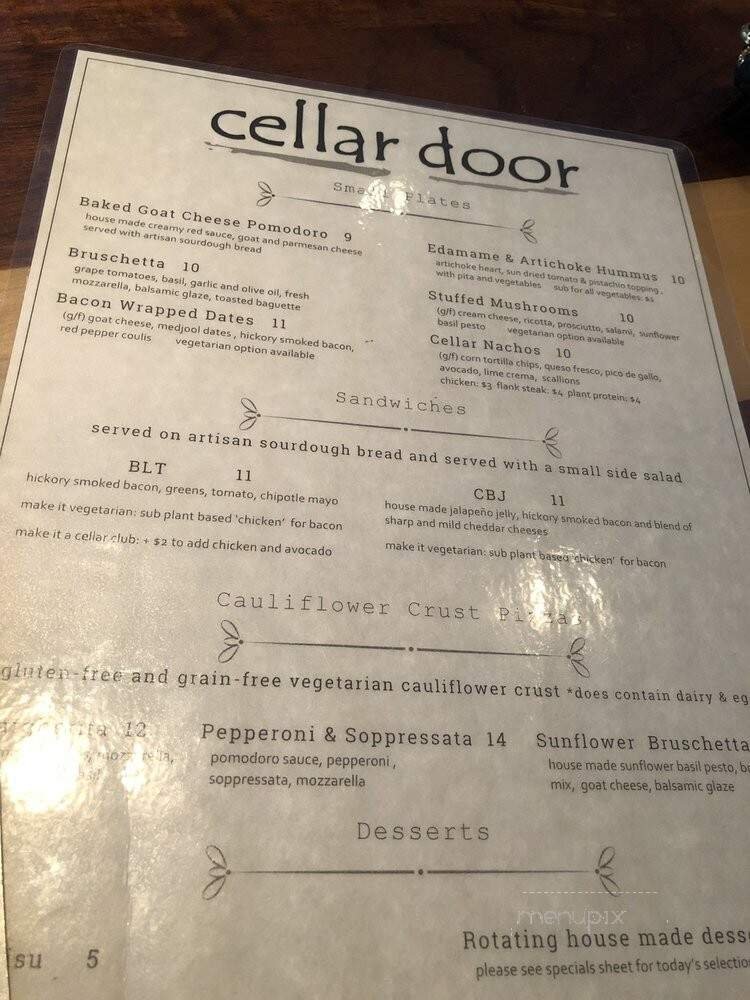 cellar door
Small Plates
Baked Goat Cheese Pomodoro 9
house made creamy red sauce, goat and parmesan cheese
served with artisan sourdough bread
Bruschetta 10
grape tomatoes, basil, garlic and olive oil, fresh
mozzarella, balsamic glaze, toasted baguette
Bacon Wrapped Dates 11
(g/f) goat cheese, medjool dates, hickory smoked bacon,
red pepper coulis vegetarian option available
Edamame & Artichoke Hummus 10
artichoke heart, sun dried tomato & pistachio topping.
with pita and vegetables sub for all vegetables: $1
Stuffed Mushrooms 10
(g/f) cream cheese, ricotta, prosciutto, salami, sunflower
basil pesto vegetarian option available
Cellar Nachos 10
(g/f) corn tortilla chips, queso fresco, pico de gallo,
avocado, lime crema, scallions
chicken: $3 flank steak: $4 plant protein: $4
Sandwiches
served on artisan sourdough bread and served with a small side salad
BLT 11
hickory smoked bacon, greens, tomato, chipotle mayo
make it vegetarian: sub plant based 'chicken' for bacon
make it a cellar club: + $2 to add chicken and avocado
CBJ 11
house made jalapeño jelly, hickory smoked bacon and blend of
sharp and mild cheddar cheeses
make it vegetarian: sub plant based 'chicken' for bacon
Cauliflower Crust Pizzas
gluten-free and grain-free vegetarian cauliflower crust *does contain dairy & eg
12
mozzarella,
Pepperoni & Soppressata 14
pomodoro sauce, pepperoni,
soppressata, mozzarella
Sunflower Bruschetta
house made sunflower basil pesto, br
mix, goat cheese, balsamic glaze
Desserts
menupix
isu 5
Rotating house made dess
please see specials sheet for today's selectio